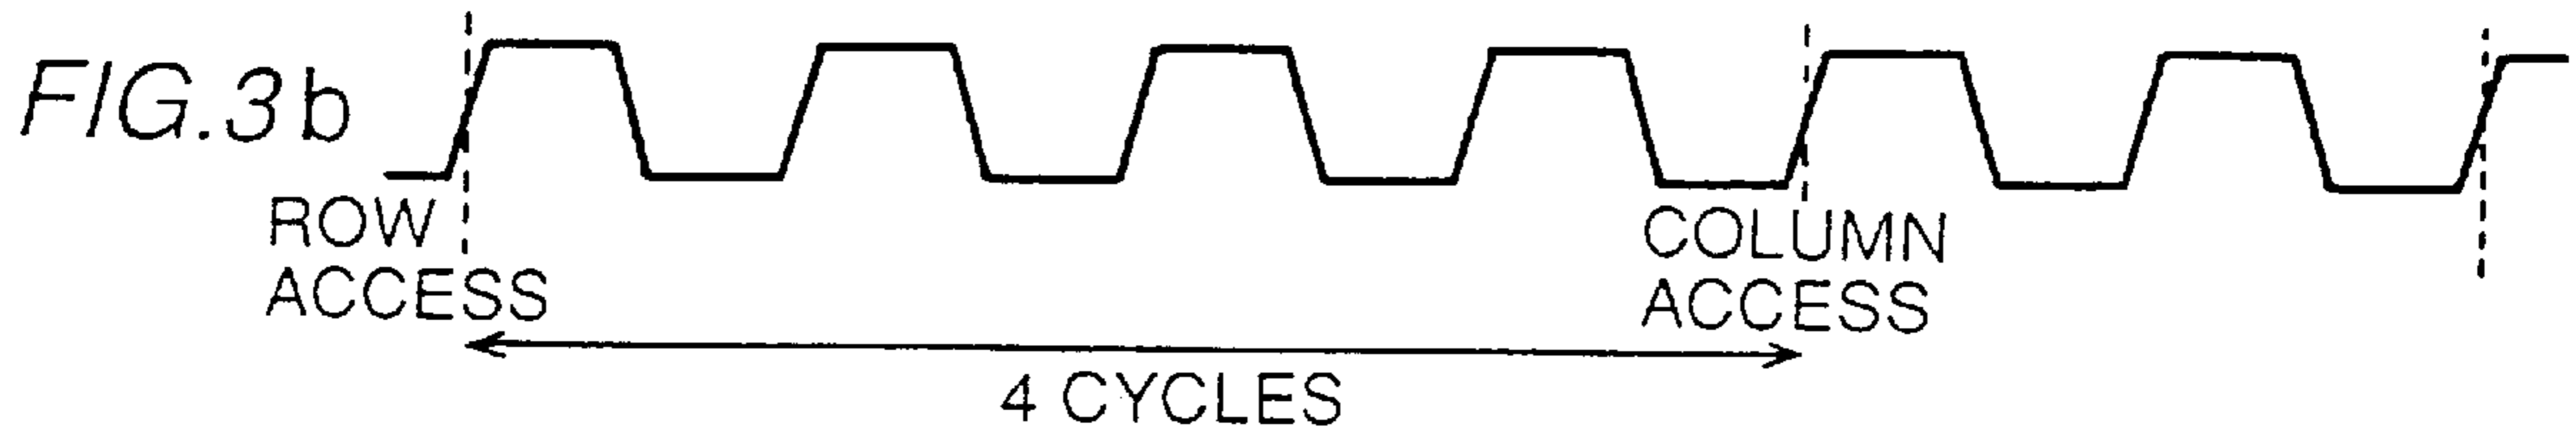 FIG.3b
ROW
ACCESS
COLUMN
ACCESS
4 CYCLES